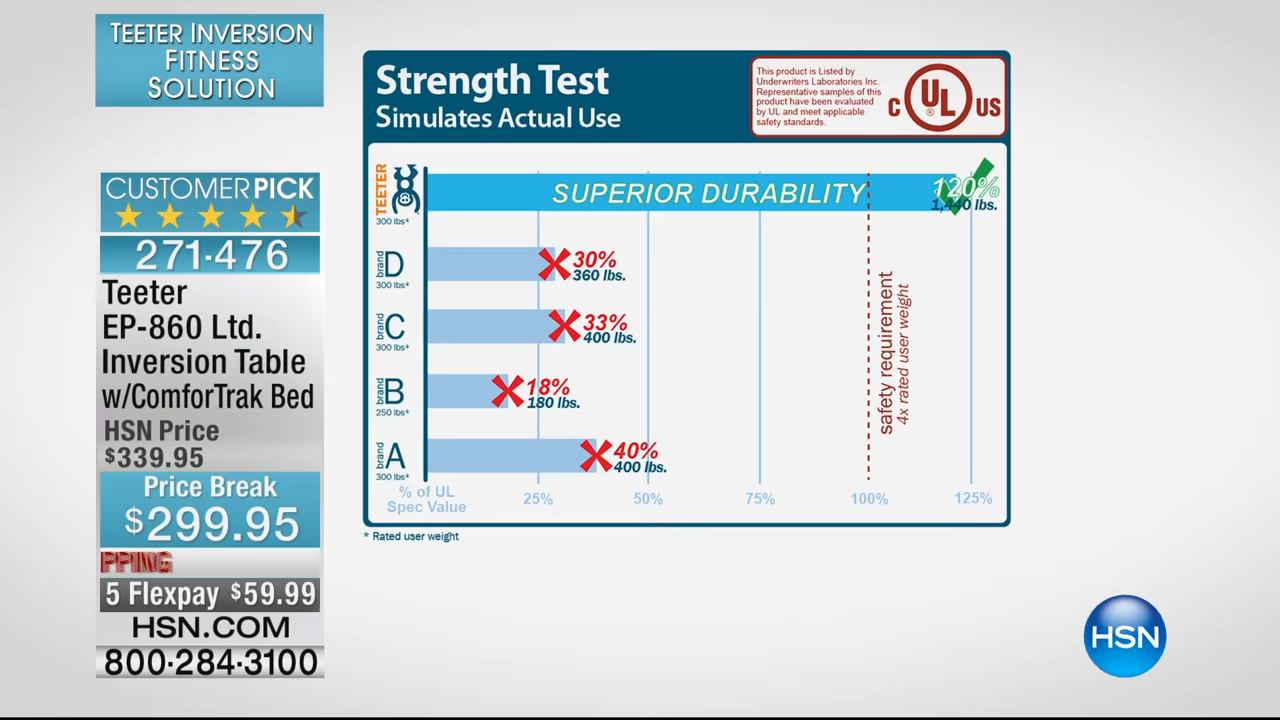 TEETER INVERSION
FITNESS
SOLUTION
CUSTOMER PICK
271·476
Teeter
EP-860 Ltd.
Inversion Table
w/ComforTrak Bed
HSN Price
$339.95
Price Break
$299.95
PPING
5 Flexpay $59.99
HSN.COM
800·284·3100
Strength Test
Simulates Actual Use
This product is Listed by
Underwriters Laboratories Inc.
Representative samples of this
product have been evaluated
by UL and meet applicable
safety standards.
C UL ® US
TEETER
300 lbs*
SUPERIOR DURABILITY
120%
1,440 lbs.
brand D
300 lbs*
30%
360 lbs.
brand C
300 lbs*
33%
400 lbs.
brand B
250 lbs*
18%
180 lbs.
brand A
300 lbs*
40%
400 lbs.
safety requirement
4x rated user weight
% of UL
Spec Value
25%
50%
75%
100%
125%
* Rated user weight
HSN